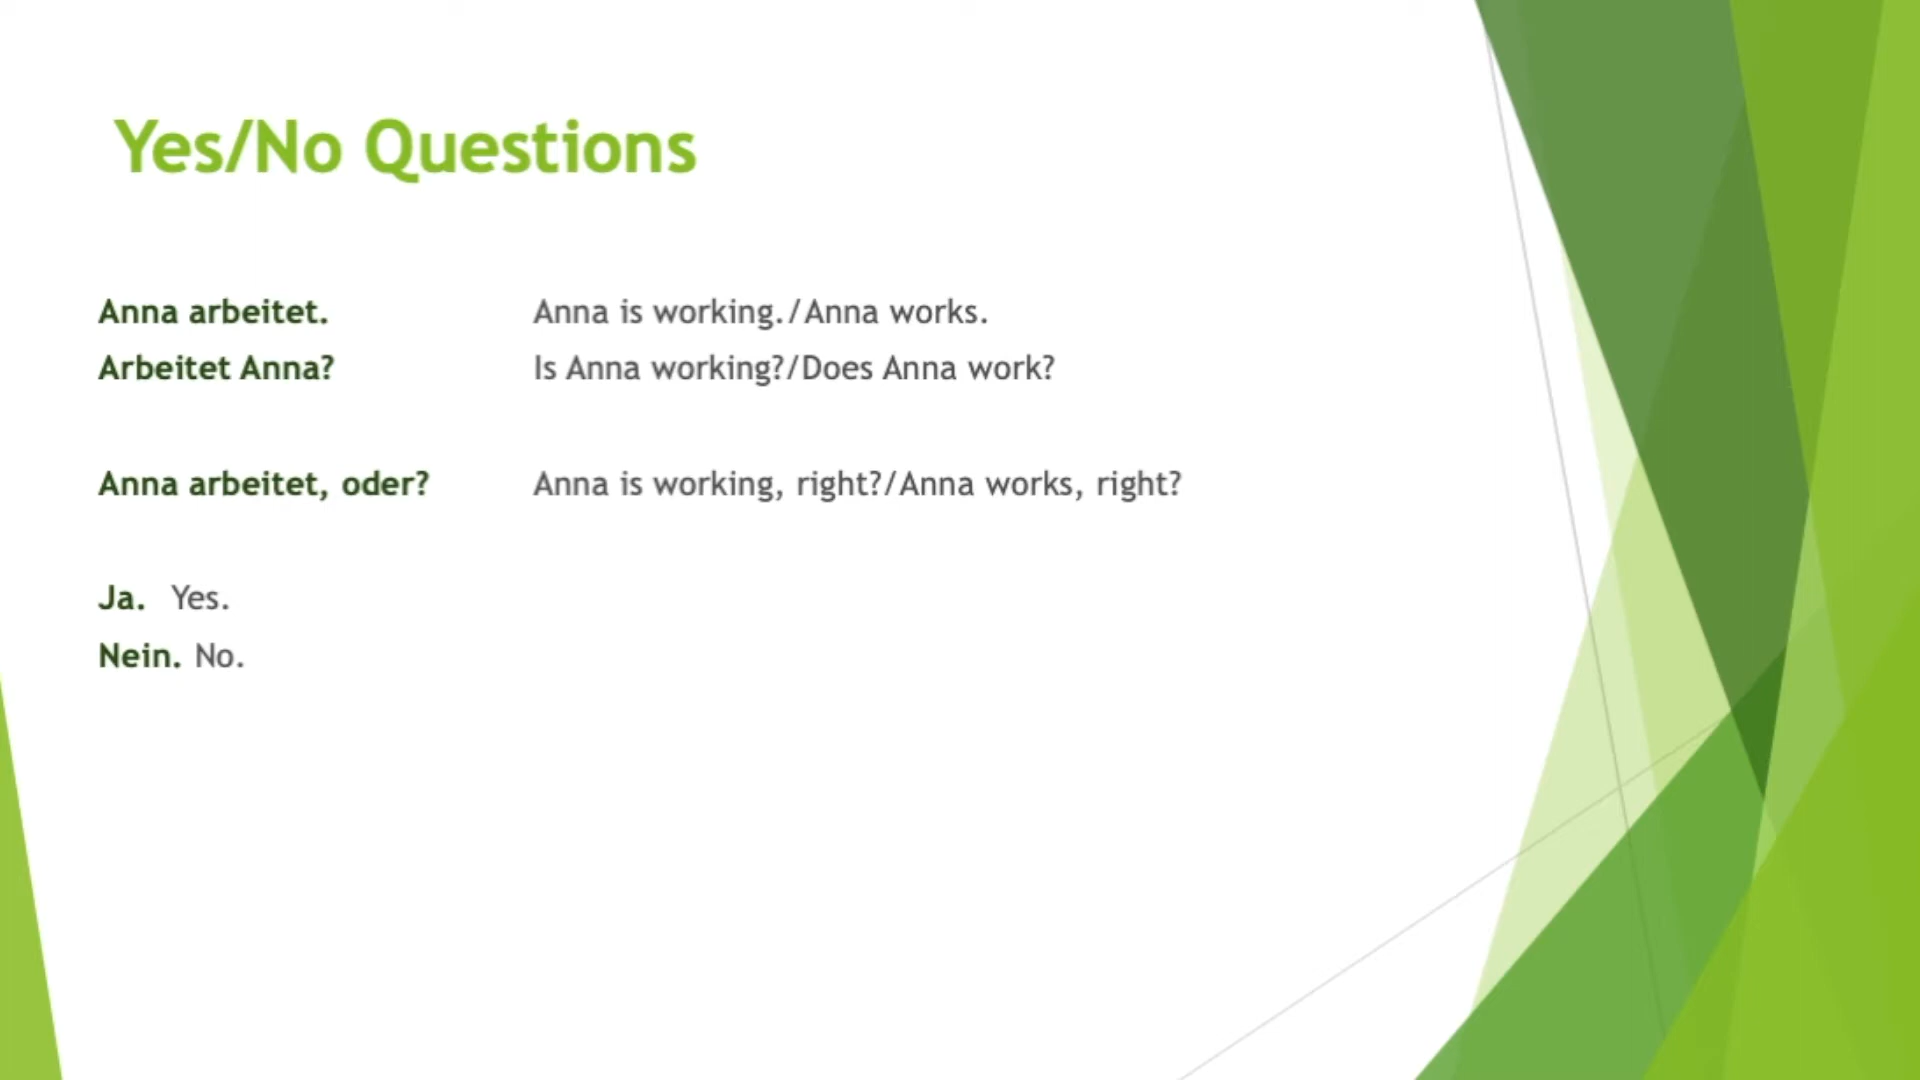 Yes/No Questions
Anna arbeitet. Anna is working./Anna works.
Arbeitet Anna? Is Anna working?/Does Anna work?
Anna arbeitet, oder? Anna is working, right?/Anna works, right?
Ja. Yes.
Nein. No.